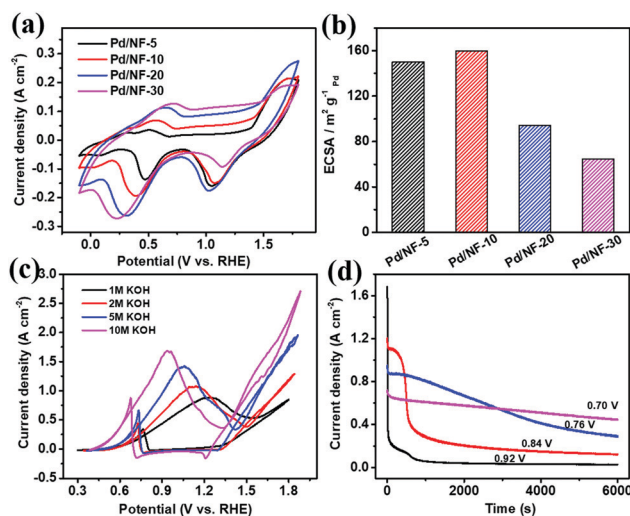 (a)
Pd/NF-5
Pd/NF-10
Pd/NF-20
Pd/NF-30
Current density (A cm⁻²)
0.3
0.2
0.1
0.0
-0.1
-0.2
-0.3
0.0 0.5 1.0 1.5
Potential (V vs. RHE)
(b)
ECSA / m² g⁻¹Pd
160
120
80
40
0
Pd/NF-5 Pd/NF-10 Pd/NF-20 Pd/NF-30
(c)
1M KOH
2M KOH
5M KOH
10M KOH
Current density (A cm⁻²)
3.0
2.5
2.0
1.5
1.0
0.5
0.0
-0.5
0.3 0.6 0.9 1.2 1.5 1.8
Potential (V vs. RHE)
(d)
Current density (A cm⁻²)
1.6
1.2
0.8
0.4
0.0
0.70 V
0.76 V
0.84 V
0.92 V
0 2000 4000 6000
Time (s)